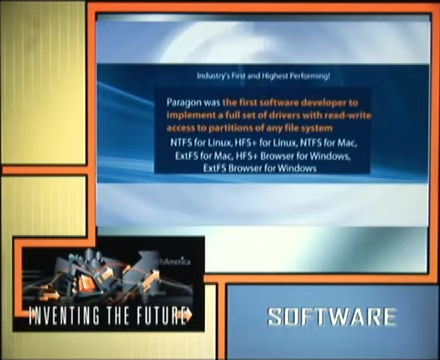 Industry's First and Highest Performing!
Paragon was the first software developer to
implement a full set of drivers with read-write
access to partitions of any file system
NTFS for Linux, HFS+ for Linux, NTFS for Mac,
ExtFS for Mac, HFS+ Browser for Windows,
ExtFS Browser for Windows
chAmerica
INVENTING THE FUTURE
SOFTWARE